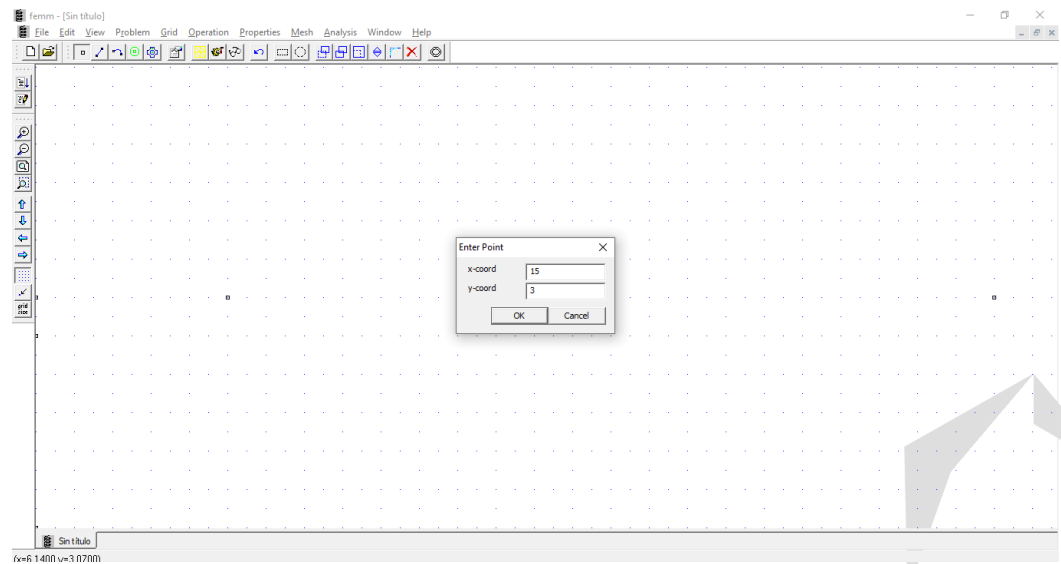 femm - [Sin título]
File Edit View Problem Grid Operation Properties Mesh Analysis Window Help
Enter Point
x-coord 15
y-coord 3
OK Cancel
grid size
Sin título
(x=6.1400,y=3.0700)